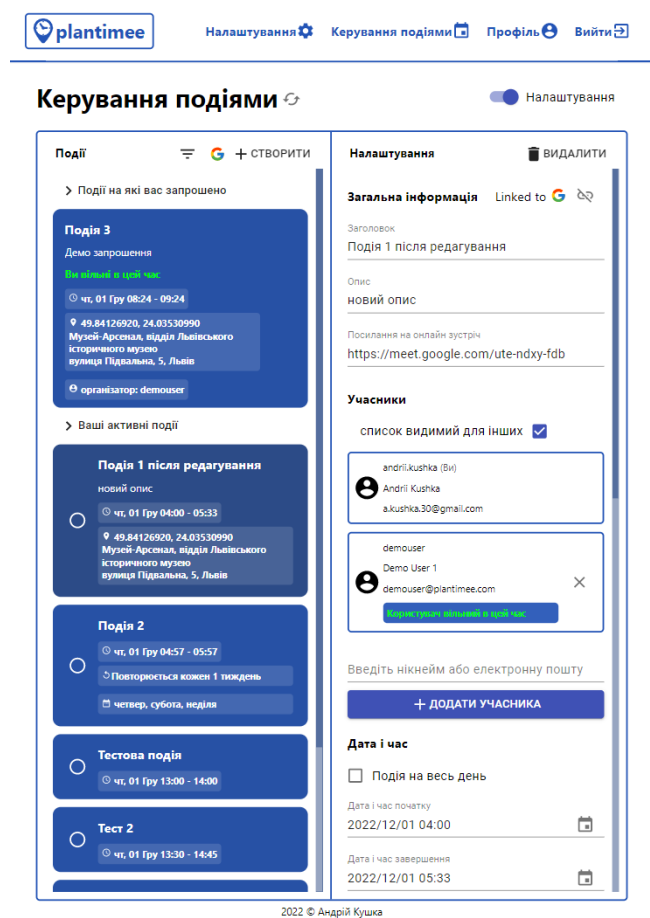 plantimee
Налаштування
Керування подіями
Профіль
Вийти
Керування подіями
Налаштування
Події
+ СТВОРИТИ
Події на які вас запрошено
Подія 3
Демо запрошення
Ви вільні в цей час
чт, 01 Гру 08:24 - 09:24
49.84126920, 24.03530990
Музей-Арсенал, відділ Львівського
історичного музею
вулиця Підвальна, 5, Львів
організатор: demouser
Ваші активні події
Подія 1 після редагування
новий опис
чт, 01 Гру 04:00 - 05:33
49.84126920, 24.03530990
Музей-Арсенал, відділ Львівського
історичного музею
вулиця Підвальна, 5, Львів
Подія 2
чт, 01 Гру 04:57 - 05:57
Повторюється кожен 1 тиждень
четвер, субота, неділя
Тестова подія
чт, 01 Гру 13:00 - 14:00
Тест 2
чт, 01 Гру 13:30 - 14:45
Налаштування
ВИДАЛИТИ
Загальна інформація
Linked to G
Заголовок
Подія 1 після редагування
Опис
новий опис
Посилання на онлайн зустріч
https://meet.google.com/ute-ndxy-fdb
Учасники
список видимий для інших
andrii.kushka (Ви)
Andrii Kushka
a.kushka.30@gmail.com
demouser
Demo User 1
demouser@plantimee.com
Користувач вільний в цей час
Введіть нікнейм або електронну пошту
+ ДОДАТИ УЧАСНИКА
Дата і час
Подія на весь день
Дата і час початку
2022/12/01 04:00
Дата і час завершення
2022/12/01 05:33
2022 © Андрій Кушка